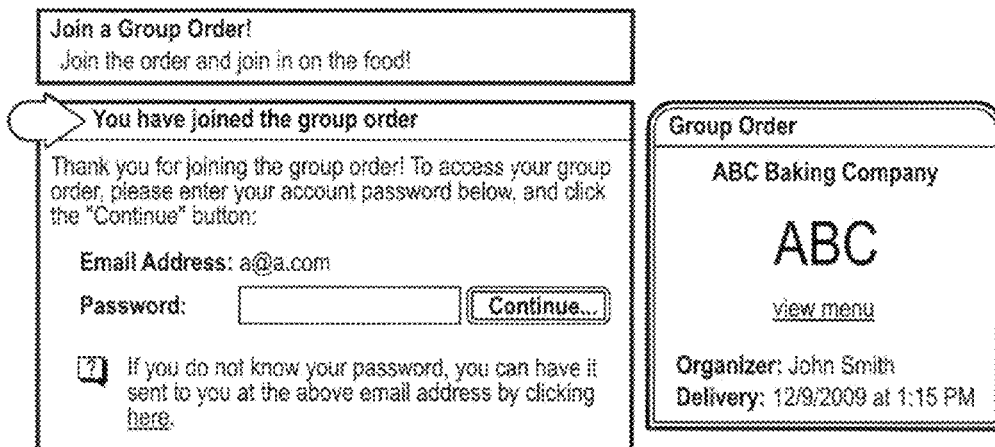 Join a Group Order!
Join the order and join in on the food!
You have joined the group order
Thank you for joining the group order! To access your group
order, please enter your account password below, and click
the "Continue" button:
Email Address: a@a.com
Password:
Continue...
?
If you do not know your password, you can have it
sent to you at the above email address by clicking
here.
Group Order
ABC Baking Company
ABC
view menu
Organizer: John Smith
Delivery: 12/9/2009 at 1:15 PM